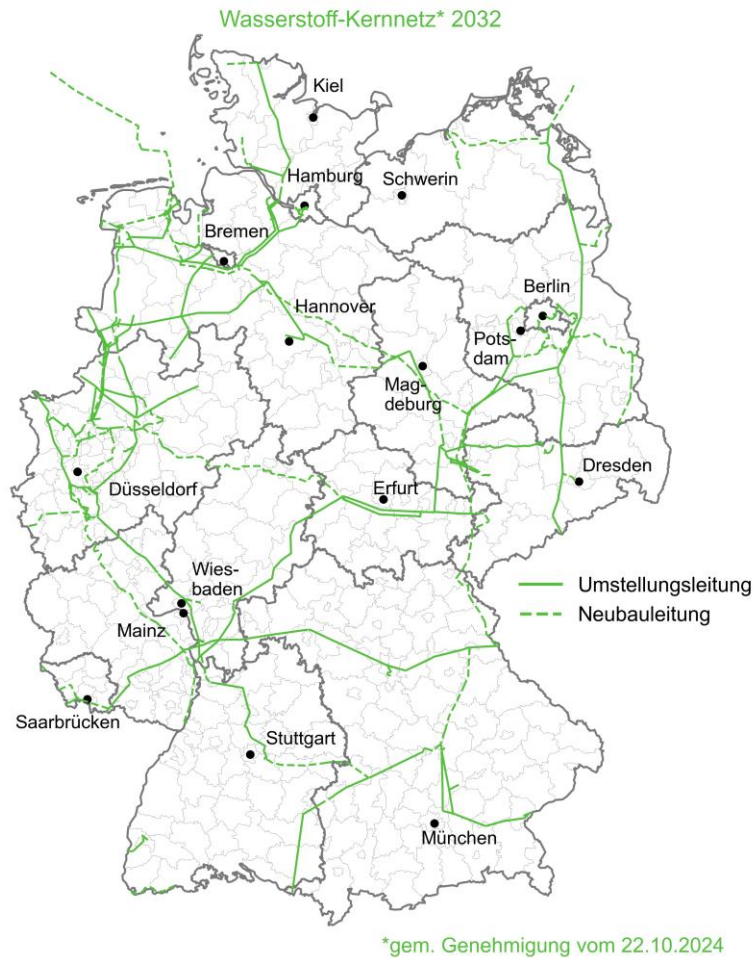 Wasserstoff-Kernnetz* 2032
Kiel
Hamburg
Schwerin
Bremen
Berlin
Hannover
Pots-
dam
Mag-
deburg
Düsseldorf
Erfurt
Dresden
Wies-
baden
Umstellungsleitung
Neubauleitung
Mainz
Saarbrücken
Stuttgart
München
*gem. Genehmigung vom 22.10.2024